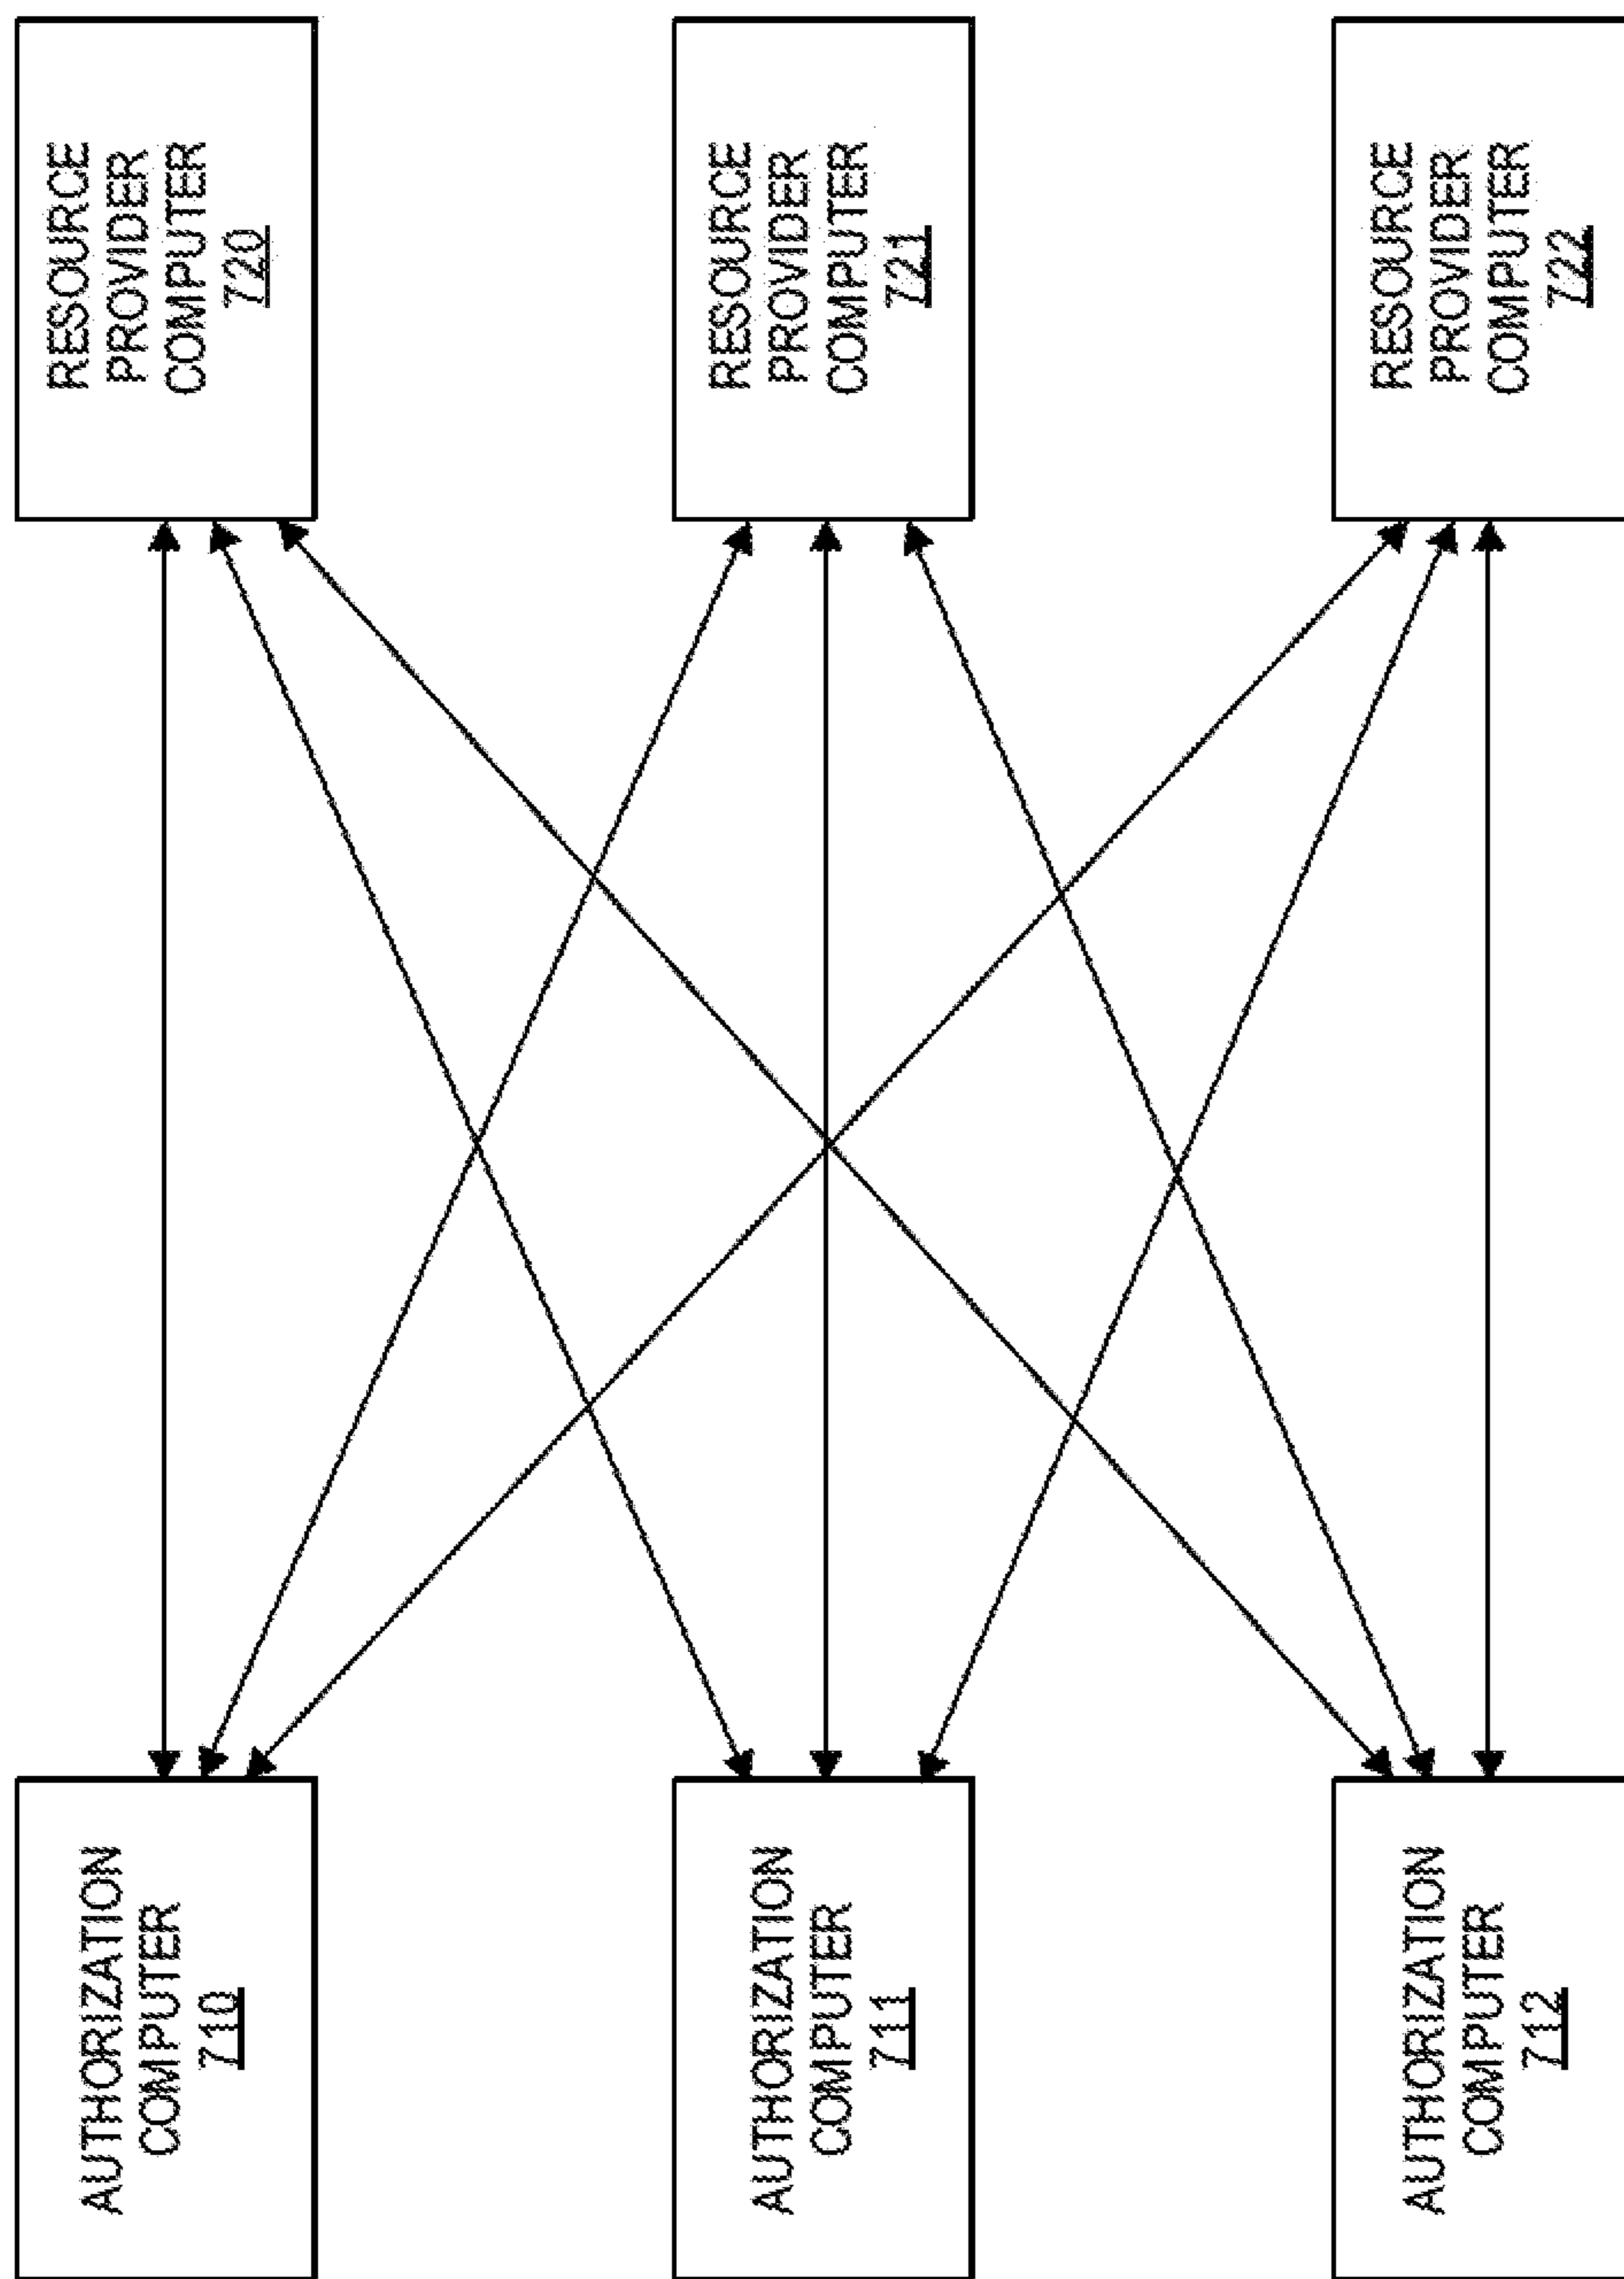 AUTHORIZATION
COMPUTER
710
RESOURCE
PROVIDER
COMPUTER
720
AUTHORIZATION
COMPUTER
711
RESOURCE
PROVIDER
COMPUTER
721
AUTHORIZATION
COMPUTER
712
RESOURCE
PROVIDER
COMPUTER
722